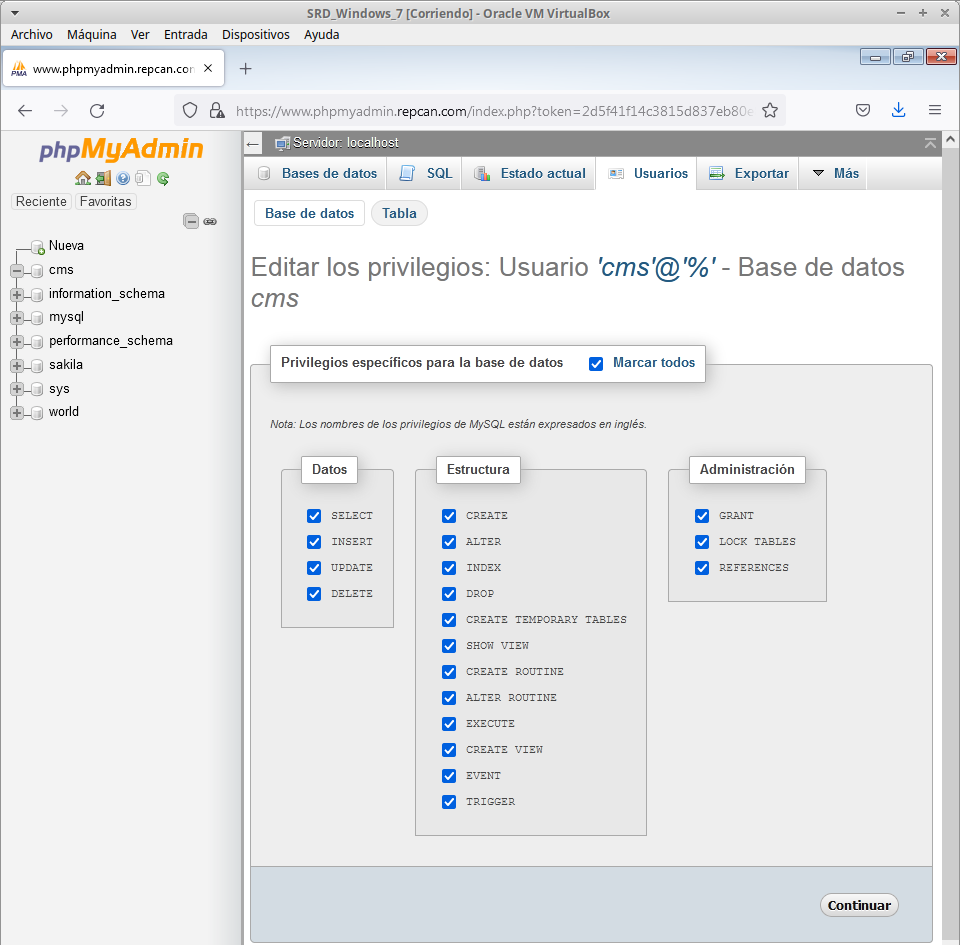 SRD_Windows_7 [Corriendo] - Oracle VM VirtualBox
Archivo Máquina Ver Entrada Dispositivos Ayuda
PMA www.phpmyadmin.repcan.con
https://www.phpmyadmin.repcan.com/index.php?token=2d5f41f14c3815d837eb80e
phpMyAdmin
Reciente Favoritas
Nueva
cms
information_schema
mysql
performance_schema
sakila
sys
world
Servidor: localhost
Bases de datos SQL Estado actual Usuarios Exportar Más
Base de datos Tabla
Editar los privilegios: Usuario 'cms'@'%' - Base de datos
cms
Privilegios específicos para la base de datos Marcar todos
Nota: Los nombres de los privilegios de MySQL están expresados en inglés.
Datos
SELECT
INSERT
UPDATE
DELETE
Estructura
CREATE
ALTER
INDEX
DROP
CREATE TEMPORARY TABLES
SHOW VIEW
CREATE ROUTINE
ALTER ROUTINE
EXECUTE
CREATE VIEW
EVENT
TRIGGER
Administración
GRANT
LOCK TABLES
REFERENCES
Continuar